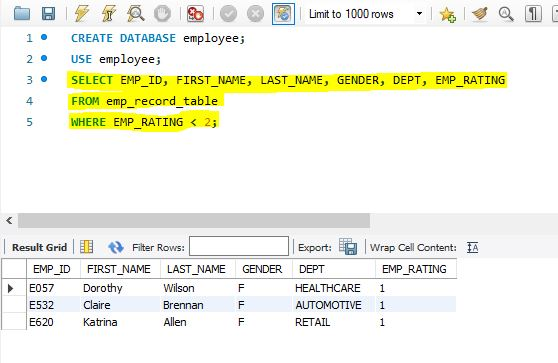 Limit to 1000 rows
1 CREATE DATABASE employee;
2 USE employee;
3 SELECT EMP_ID, FIRST_NAME, LAST_NAME, GENDER, DEPT, EMP_RATING
4 FROM emp_record_table
5 WHERE EMP_RATING < 2;
Result Grid Filter Rows: Export: Wrap Cell Content:
EMP_ID FIRST_NAME LAST_NAME GENDER DEPT EMP_RATING
E057 Dorothy Wilson F HEALTHCARE 1
E532 Claire Brennan F AUTOMOTIVE 1
E620 Katrina Allen F RETAIL 1